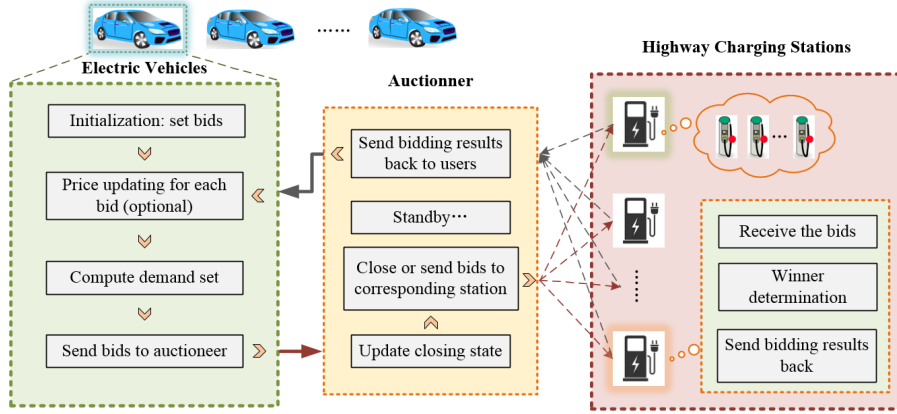 ......
Electric Vehicles
Initialization: set bids
Price updating for each
bid (optional)
Compute demand set
Send bids to auctioneer
Auctionner
Send bidding results
back to users
Standby…
Close or send bids to
corresponding station
Update closing state
Highway Charging Stations
...
......
Receive the bids
Winner
determination
Send bidding results
back